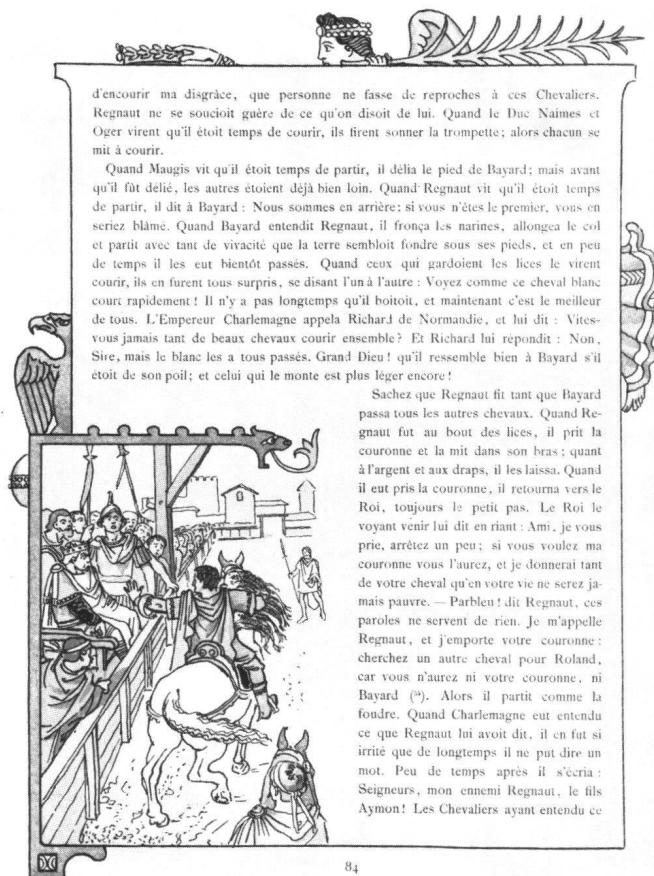 d'encourir ma disgrâce, que personne ne fasse de reproches à ces Chevaliers.
Regnaut ne se soucioit guère de ce qu'on disoit de lui. Quand le Duc Naimes et
Oger virent qu'il étoit temps de courir, ils firent sonner la trompette; alors chacun se
mit à courir.
Quand Maugis vit qu'il étoit temps de partir, il délia le pied de Bayard; mais avant
qu'il fût délié, les autres étoient déjà bien loin. Quand Regnaut vit qu'il étoit temps
de partir, il dit à Bayard : Nous sommes en arrière; si vous n'êtes le premier, vous en
seriez blâmé. Quand Bayard entendit Regnaut, il fronça les narines, allongea le col
et partit avec tant de vivacité que la terre sembloit fondre sous ses pieds, et en peu
de temps il les eut bientôt passés. Quand ceux qui gardoient les lices le virent
courir, ils en furent tous surpris, se disant l'un à l'autre : Voyez comme ce cheval blanc
court rapidement ! Il n'y a pas longtemps qu'il boitoit, et maintenant c'est le meilleur
de tous. L'Empereur Charlemagne appela Richard de Normandie, et lui dit : Vites-
vous jamais tant de beaux chevaux courir ensemble? Et Richard lui répondit : Non,
Sire, mais le blanc les a tous passés. Grand Dieu ! qu'il ressemble bien à Bayard s'il
étoit de son poil; et celui qui le monte est plus léger encore !
Sachez que Regnaut fit tant que Bayard
passa tous les autres chevaux. Quand Re-
gnaut fut au bout des lices, il prit la
couronne et la mit dans son bras; quant
à l'argent et aux draps, il les laissa. Quand
il eut pris la couronne, il retourna vers le
Roi, toujours le petit pas. Le Roi le
voyant venir lui dit en riant : Ami, je vous
prie, arrêtez un peu; si vous voulez ma
couronne vous l'aurez, et je donnerai tant
de votre cheval qu'en votre vie ne serez ja-
mais pauvre. — Parbleu ! dit Regnaut, ces
paroles ne servent de rien. Je m'appelle
Regnaut, et j'emporte votre couronne :
cherchez un autre cheval pour Roland,
car vous n'aurez ni votre couronne, ni
Bayard. Alors il partit comme la
foudre. Quand Charlemagne eut entendu
ce que Regnaut lui avoit dit, il en fut si
irrité que de longtemps il ne put dire un
mot. Peu de temps après il s'écria :
Seigneurs, mon ennemi Regnaut, le fils
Aymon ! Les Chevaliers ayant entendu ce
84